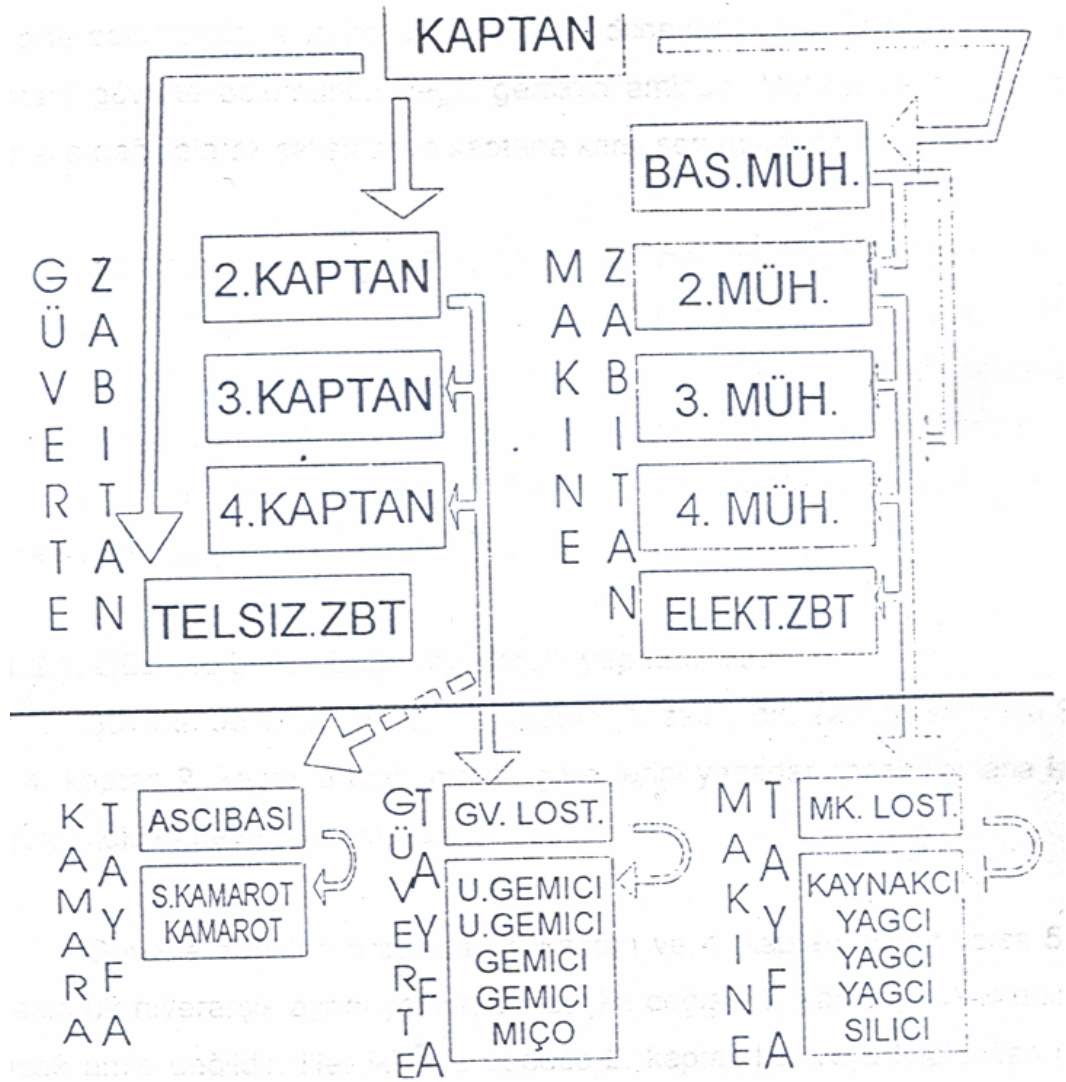 KAPTAN
BAS.MÜH.
GÜVERTE ZABITAN
2.KAPTAN
3.KAPTAN
4.KAPTAN
TELSIZ.ZBT
MAKINE ZABITAN
2.MÜH.
3. MÜH.
4. MÜH.
ELEKT.ZBT
KAMARA TAYFA
ASCIBASI
S.KAMAROT
KAMAROT
GÜVERTE TAYFA
GV. LOST.
U.GEMICI
U.GEMICI
GEMICI
GEMICI
MIÇO
MAKINE TAYFA
MK. LOST.
KAYNAKCI
YAGCI
YAGCI
YAGCI
SILICI